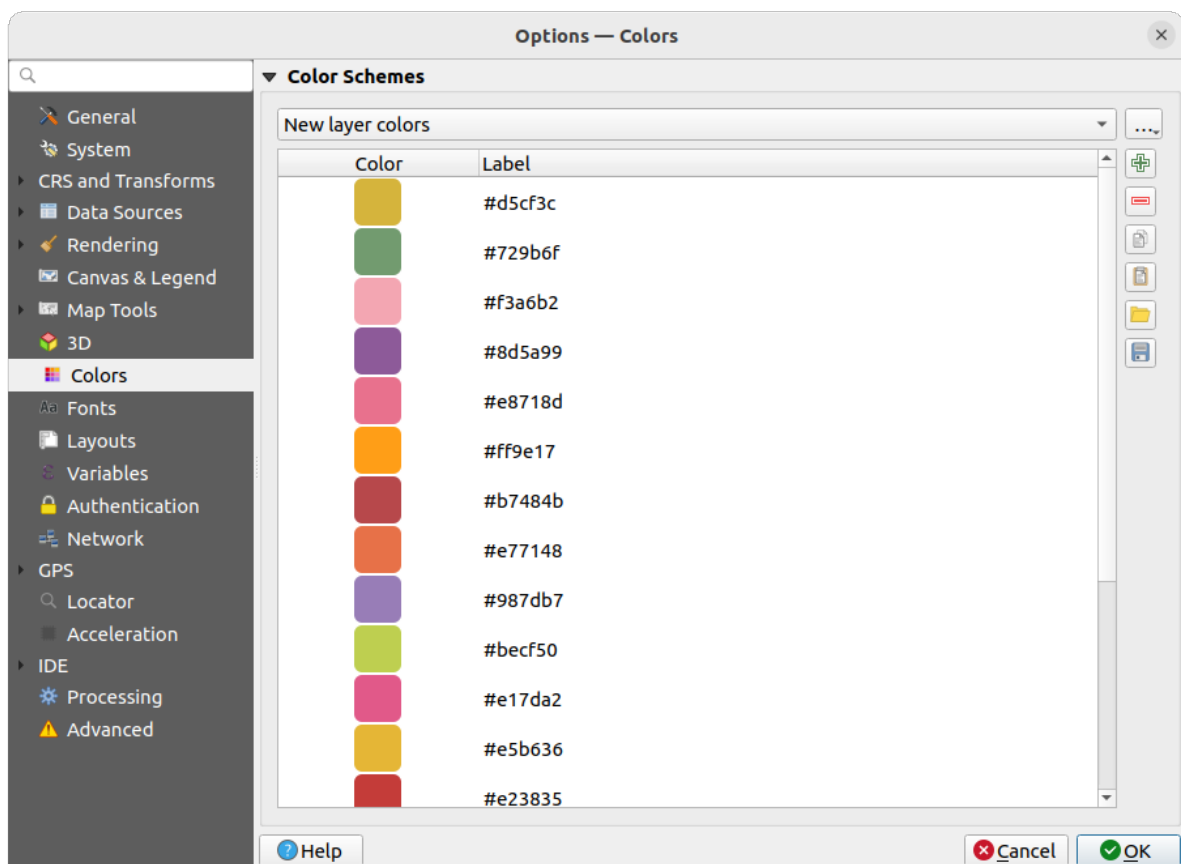 Options — Colors
Color Schemes
General
System
CRS and Transforms
Data Sources
Rendering
Canvas & Legend
Map Tools
3D
Colors
Fonts
Layouts
Variables
Authentication
Network
GPS
Locator
Acceleration
IDE
Processing
Advanced
New layer colors
...
Color Label
#d5cf3c
#729b6f
#f3a6b2
#8d5a99
#e8718d
#ff9e17
#b7484b
#e77148
#987db7
#becf50
#e17da2
#e5b636
#e23835
Help
Cancel
OK